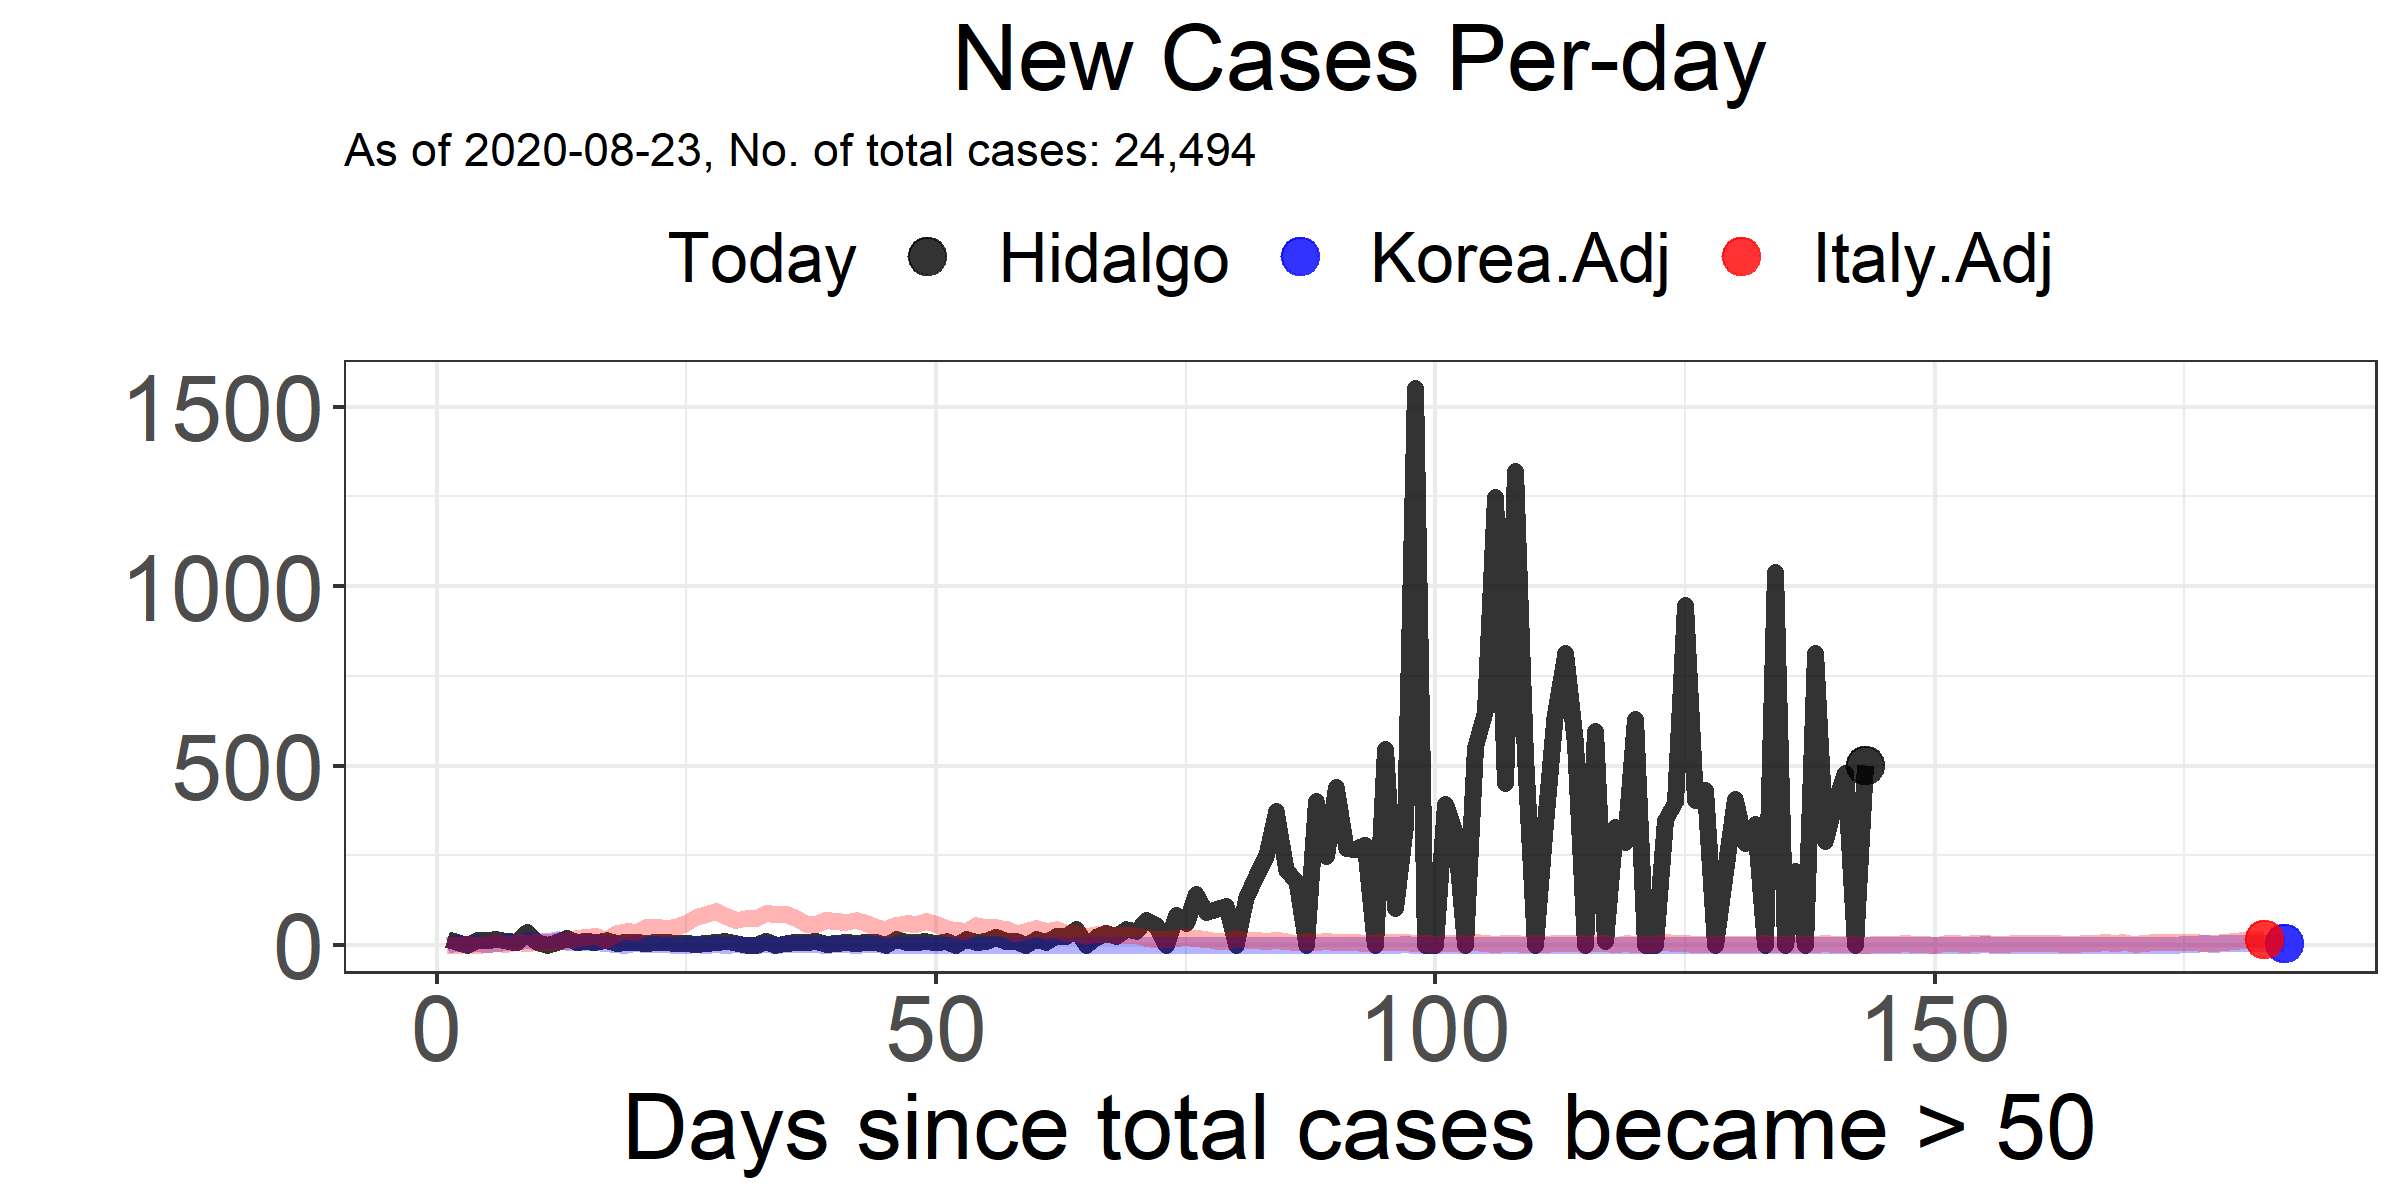 New Cases Per-day
As of 2020-08-23, No. of total cases: 24,494
Today Hidalgo Korea.Adj Italy.Adj
1500
1000
500
0
0 50 100 150
Days since total cases became > 50